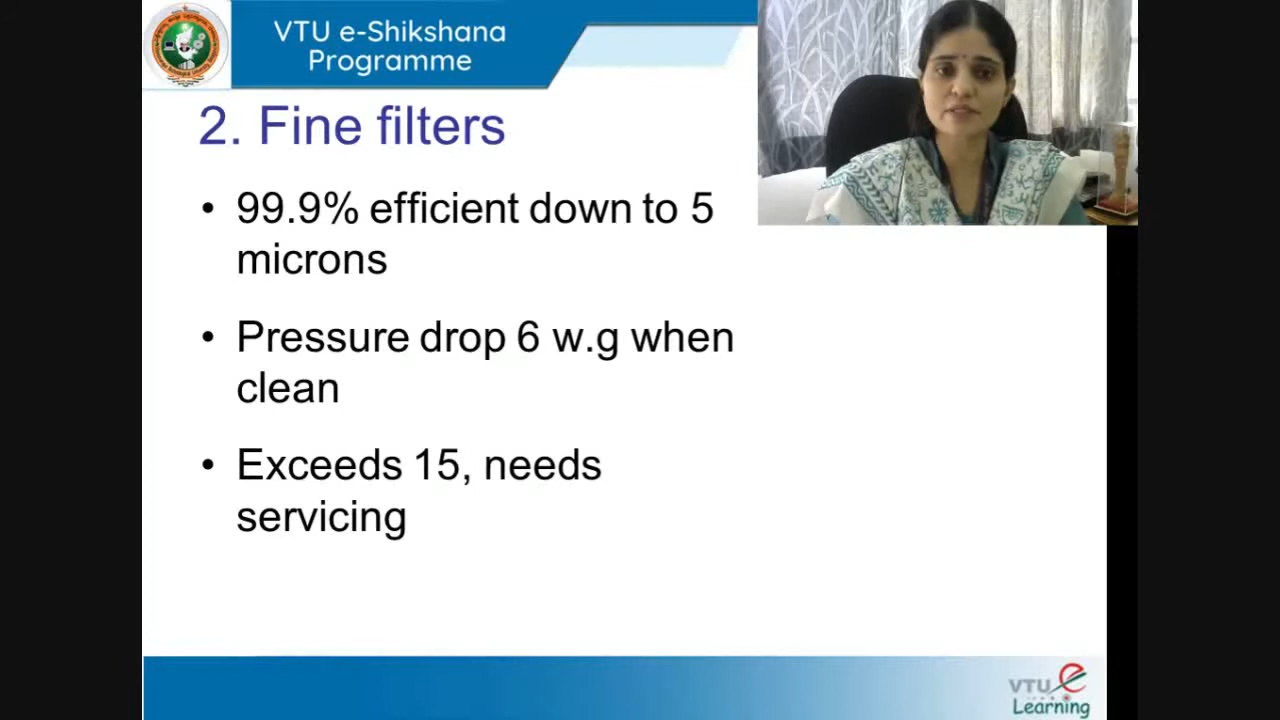 VTU e-Shikshana
Programme
2. Fine filters
• 99.9% efficient down to 5
microns
• Pressure drop 6 w.g when
clean
• Exceeds 15, needs
servicing
VTU e
Learning